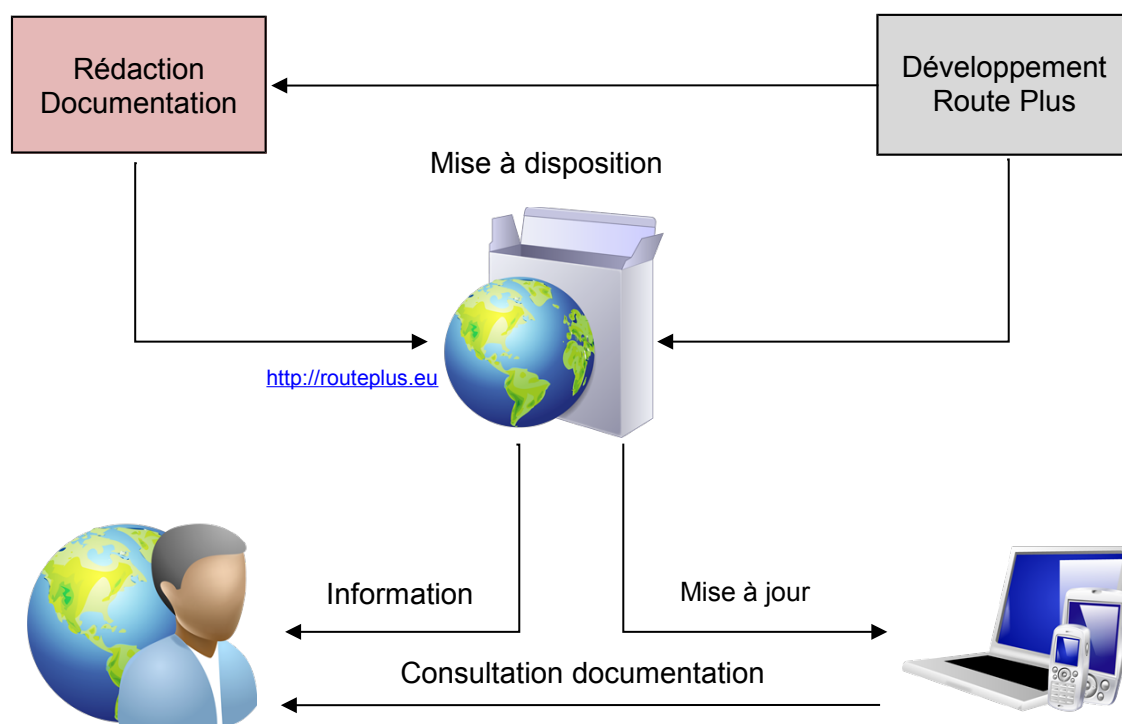 Rédaction
Documentation
Développement
Route Plus
Mise à disposition
http://routeplus.eu
Information
Mise à jour
Consultation documentation